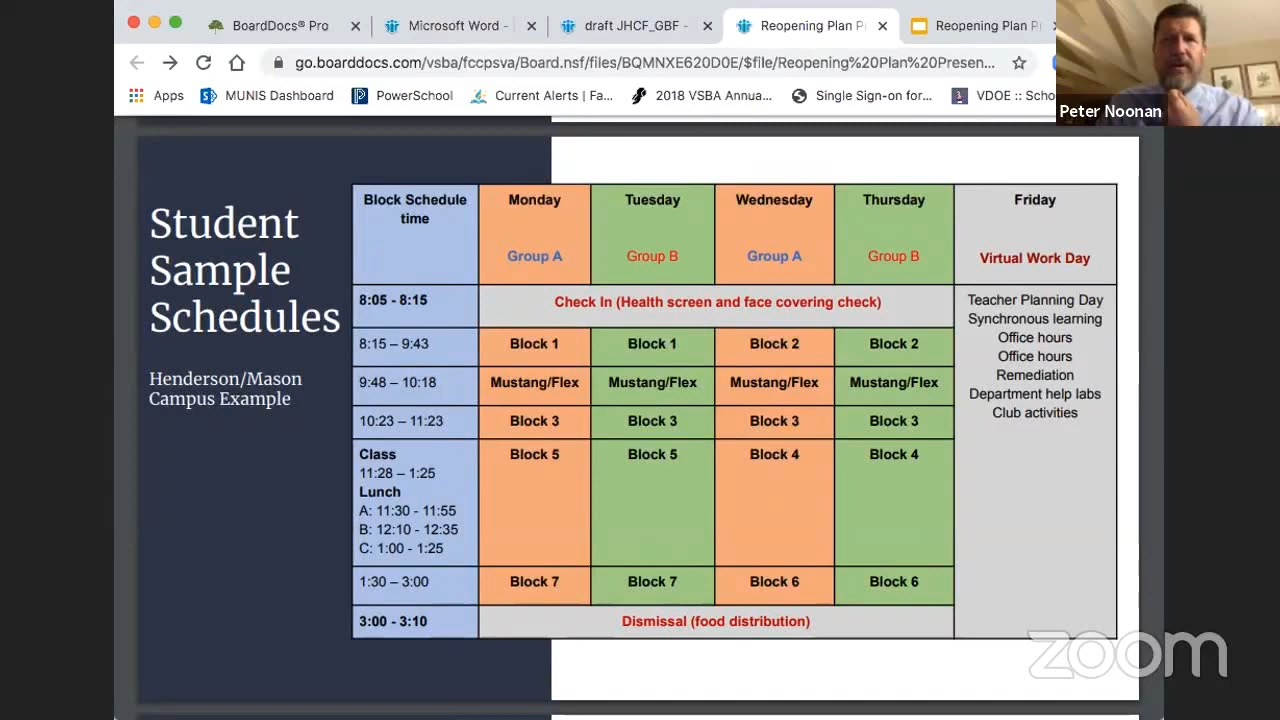 BoardDocs® Pro
Microsoft Word -
draft JHCF_GBF -
Reopening Plan P
Reopening Plan P
go.boarddocs.com/vsba/fccpsva/Board.nsf/files/BQMNXE620D0E/$file/Reopening%20Plan%20Presen...
Apps
MUNIS Dashboard
PowerSchool
Current Alerts | Fa...
2018 VSBA Annua...
Single Sign-on for...
VDOE :: Scho
Peter Noonan
Student
Sample
Schedules
Henderson/Mason
Campus Example
Block Schedule
time
Monday
Group A
Tuesday
Group B
Wednesday
Group A
Thursday
Group B
Friday
Virtual Work Day
8:05 - 8:15
Check In (Health screen and face covering check)
Teacher Planning Day
Synchronous learning
Office hours
Office hours
Remediation
Department help labs
Club activities
8:15 – 9:43
Block 1
Block 1
Block 2
Block 2
9:48 – 10:18
Mustang/Flex
Mustang/Flex
Mustang/Flex
Mustang/Flex
10:23 – 11:23
Block 3
Block 3
Block 3
Block 3
Class
11:28 – 1:25
Lunch
A: 11:30 - 11:55
B: 12:10 - 12:35
C: 1:00 - 1:25
Block 5
Block 5
Block 4
Block 4
1:30 – 3:00
Block 7
Block 7
Block 6
Block 6
3:00 - 3:10
Dismissal (food distribution)
zoom